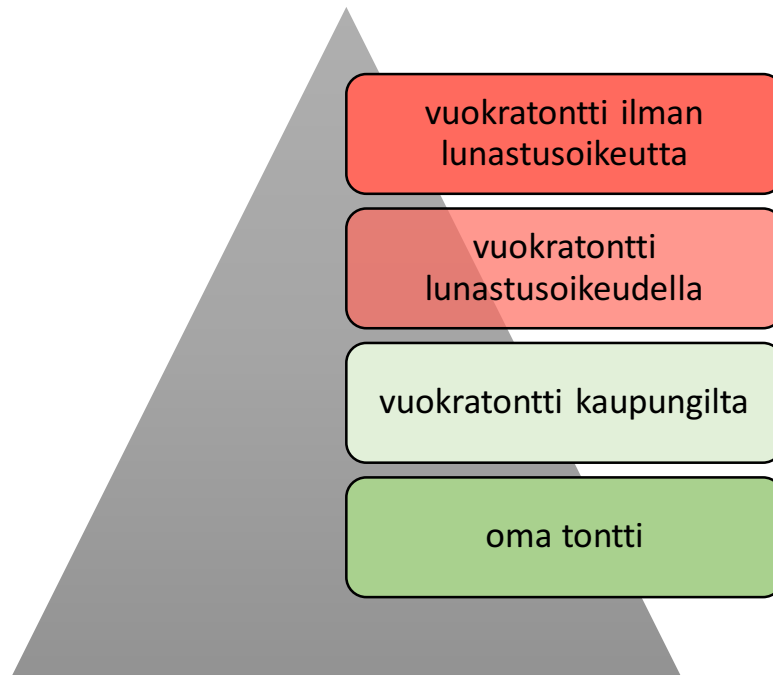 vuokratontti ilman
lunastusoikeutta
vuokratontti
lunastusoikeudella
vuokratontti kaupungilta
oma tontti